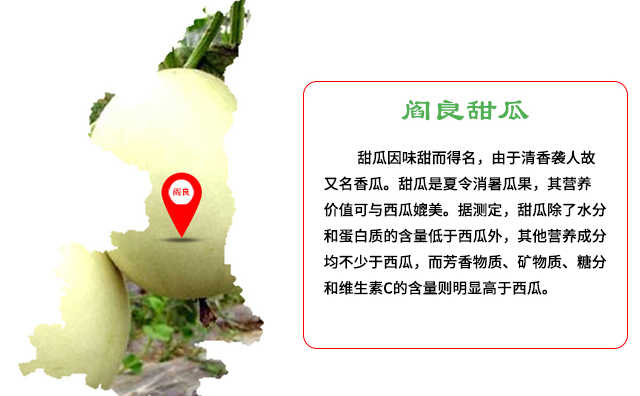 阎良甜瓜
甜瓜因味甜而得名，由于清香袭人故
又名香瓜。甜瓜是夏令消暑瓜果，其营养
价值可与西瓜媲美。据测定，甜瓜除了水分
和蛋白质的含量低于西瓜外，其他营养成分
均不少于西瓜，而芳香物质、矿物质、糖分
和维生素C的含量则明显高于西瓜。
阎良